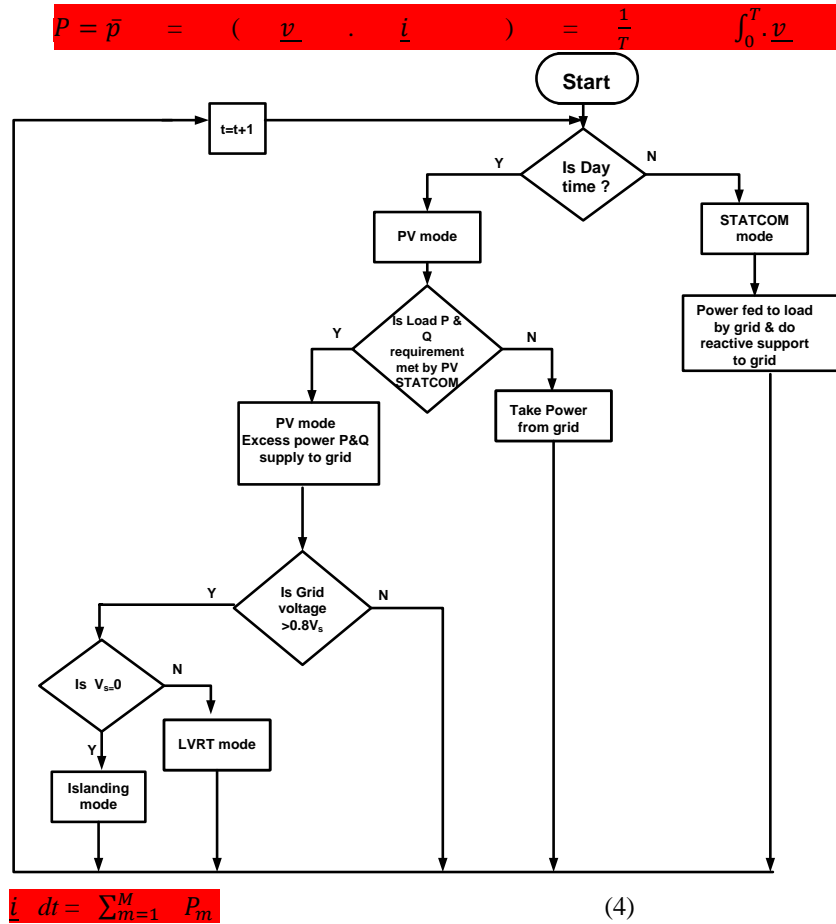 P = p̄ = ( v . i ) = 1/T ∫₀ᵀ . v
Start
t=t+1
Is Day
time ?
Y
N
PV mode
STATCOM
mode
Is Load P &
Q
requirement
met by PV
STATCOM
Y
N
Power fed to load
by grid & do
reactive support
to grid
PV mode
Excess power P&Q
supply to grid
Take Power
from grid
Is Grid
voltage
>0.8Vₛ
Y
N
Is Vₛ₌0
N
Y
LVRT mode
Islanding
mode
i dt = ∑ₘ₌₁ᴹ Pₘ (4)